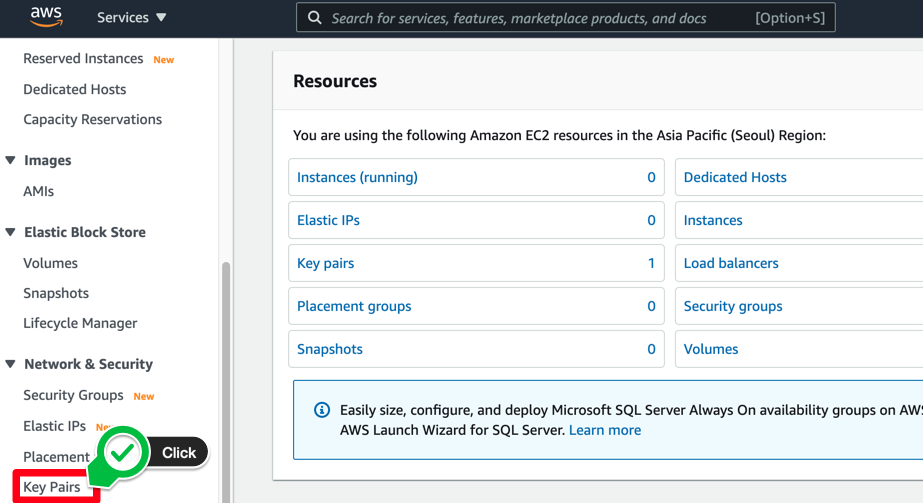 aws
Services
Search for services, features, marketplace products, and docs
[Option+S]
Reserved Instances New
Dedicated Hosts
Capacity Reservations
Images
AMIs
Elastic Block Store
Volumes
Snapshots
Lifecycle Manager
Network & Security
Security Groups New
Elastic IPs
Placement
Click
Key Pairs
Resources
You are using the following Amazon EC2 resources in the Asia Pacific (Seoul) Region:
Instances (running) 0
Dedicated Hosts
Elastic IPs 0
Instances
Key pairs 1
Load balancers
Placement groups 0
Security groups
Snapshots 0
Volumes
Easily size, configure, and deploy Microsoft SQL Server Always On availability groups on AWS
AWS Launch Wizard for SQL Server. Learn more